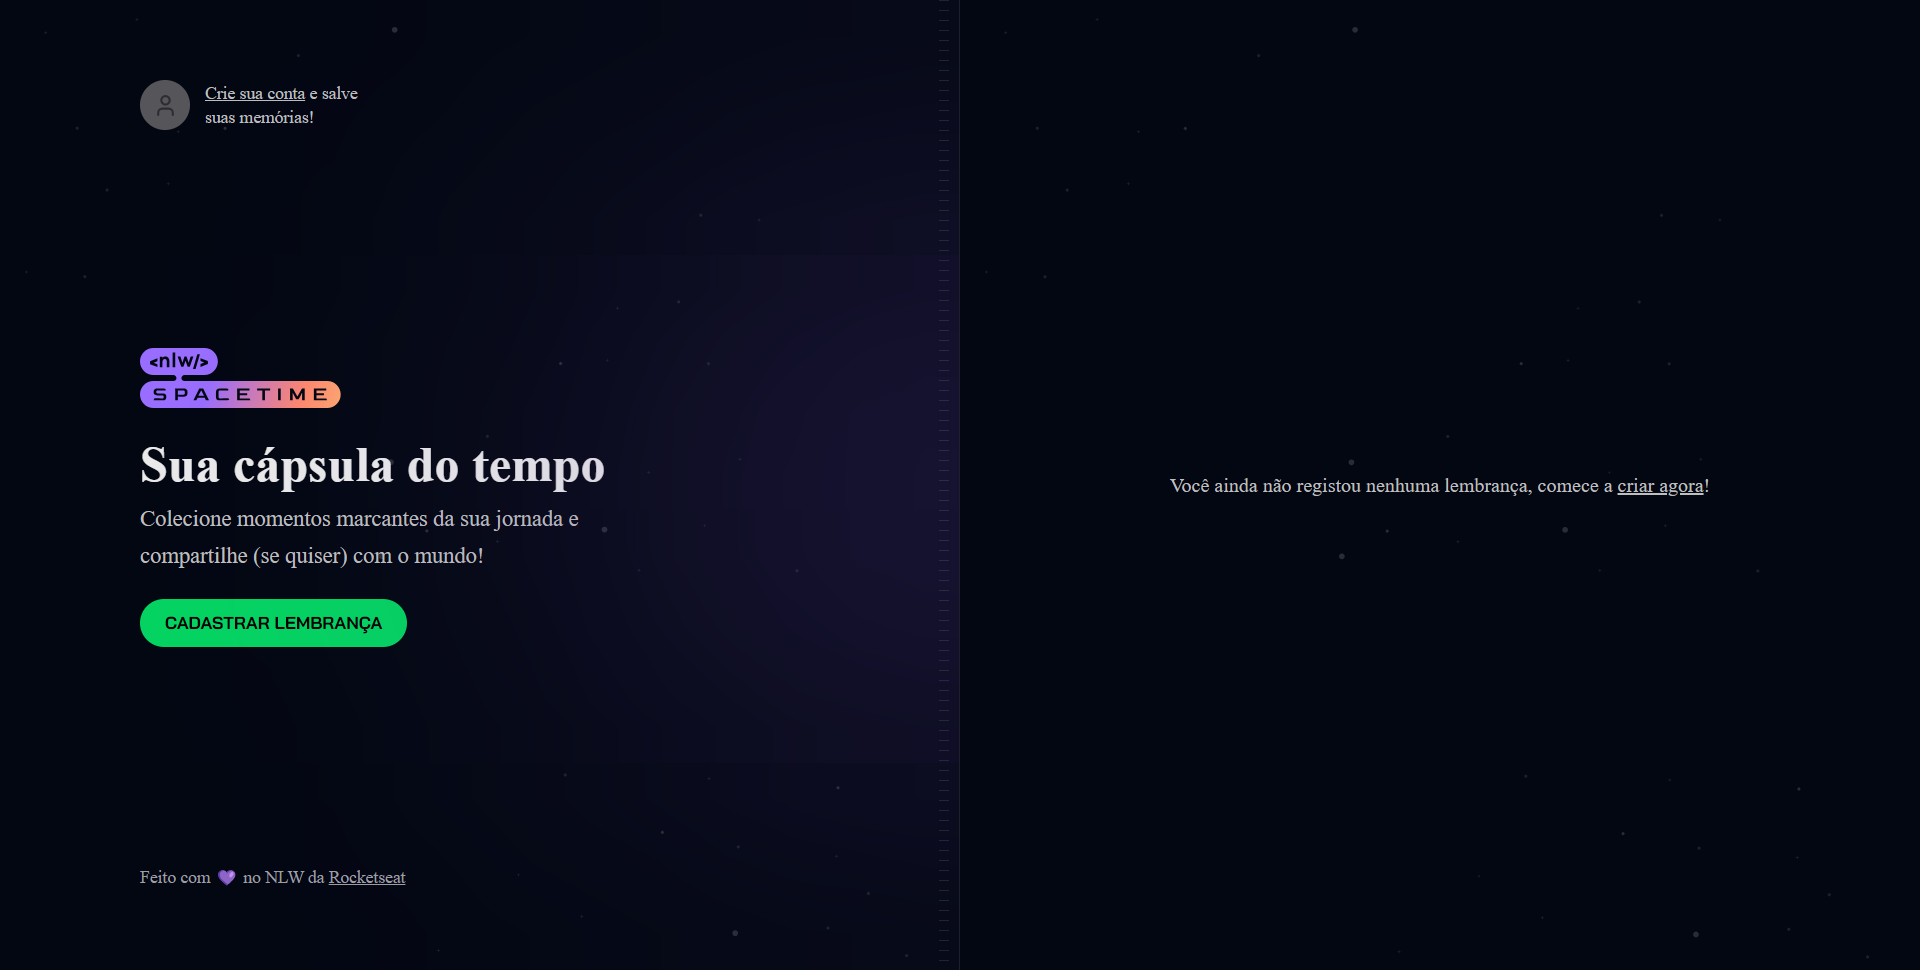 Crie sua conta e salve
suas memórias!
<nlw/>
SPACETIME
Sua cápsula do tempo
Colecione momentos marcantes da sua jornada e
compartilhe (se quiser) com o mundo!
CADASTRAR LEMBRANÇA
Feito com 💜 no NLW da Rocketseat
Você ainda não registou nenhuma lembrança, comece a criar agora!